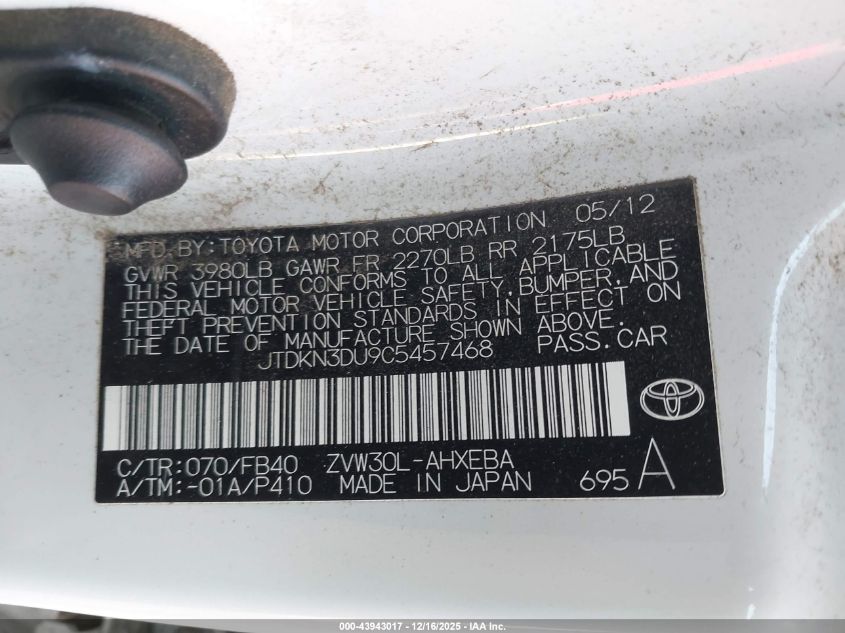 MFD. BY: TOYOTA MOTOR CORPORATION 05/12
GVWR 3980LB GAWR FR 2270LB RR 2175LB
THIS VEHICLE CONFORMS TO ALL APPLICABLE
FEDERAL MOTOR VEHICLE SAFETY, BUMPER, AND
THEFT PREVENTION STANDARDS IN EFFECT ON
THE DATE OF MANUFACTURE SHOWN ABOVE.
JTDKN3DU9C5457468 PASS. CAR
C/TR: 070/FB40 ZVW30L-AHXEBA
A/TM: -01A/P410 MADE IN JAPAN 695 A
000-43943017 - 12/16/2025 - IAA Inc.